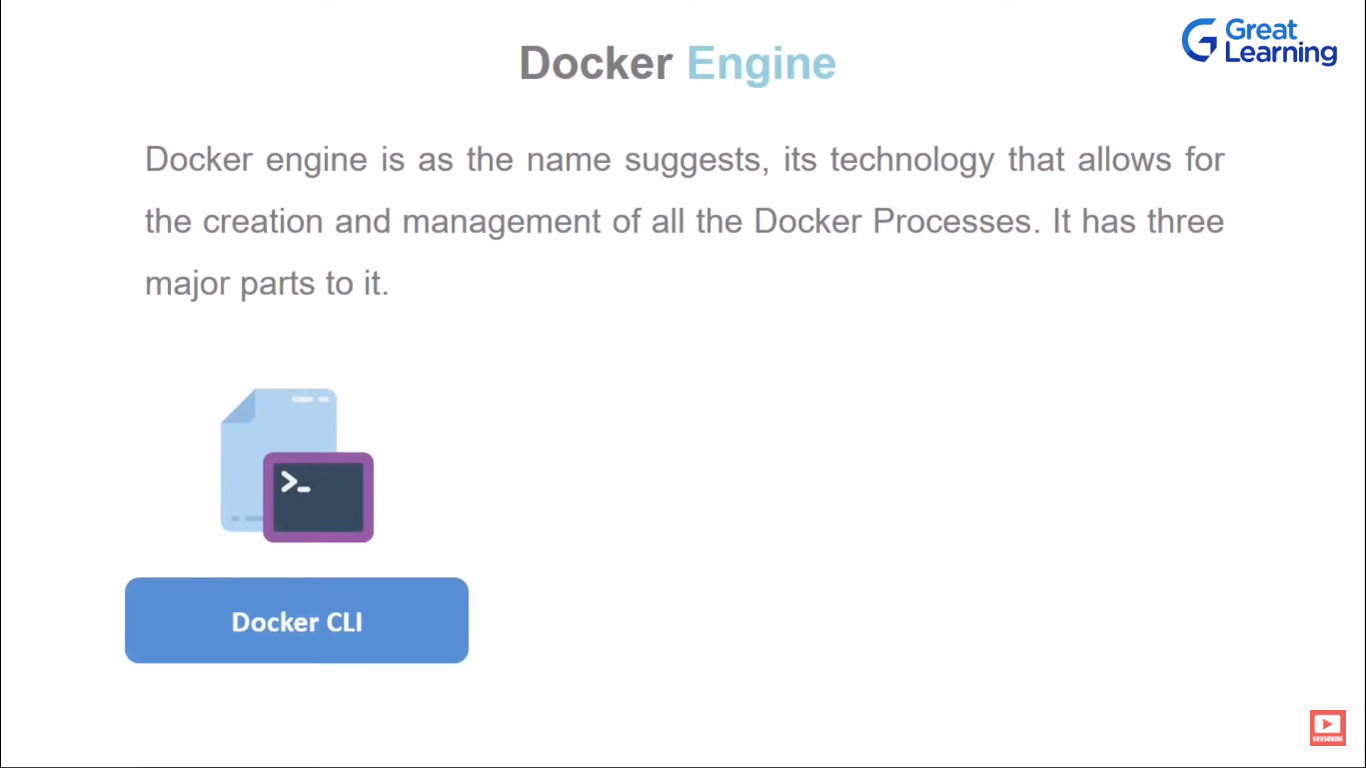 Great
Learning
Docker Engine
Docker engine is as the name suggests, its technology that allows for
the creation and management of all the Docker Processes. It has three
major parts to it.
>_
Docker CLI
SUBSCRIBE